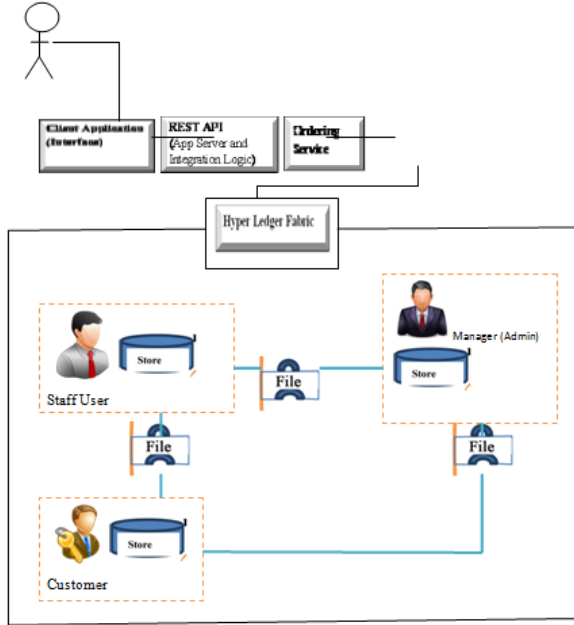 Client Application
(Interface)
REST API
(App Server and
Integration Logic)
Ordering
Service
Hyper Ledger Fabric
Manager (Admin)
Store
Store
File
Staff User
File
File
Store
Customer